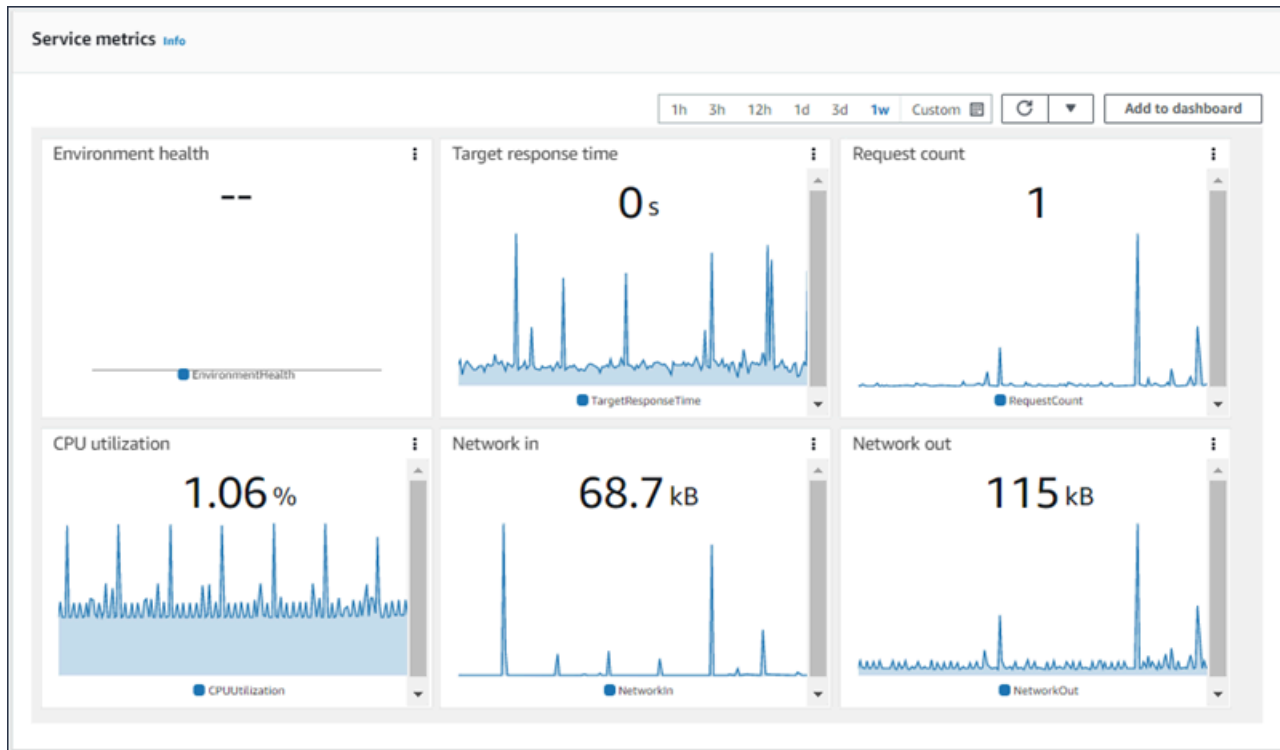 Service metrics Info
1h 3h 12h 1d 3d 1w Custom Add to dashboard
Environment health
--
EnvironmentHealth
Target response time
0 s
TargetResponseTime
Request count
1
RequestCount
CPU utilization
1.06 %
CPUUtilization
Network in
68.7 kB
NetworkIn
Network out
115 kB
NetworkOut